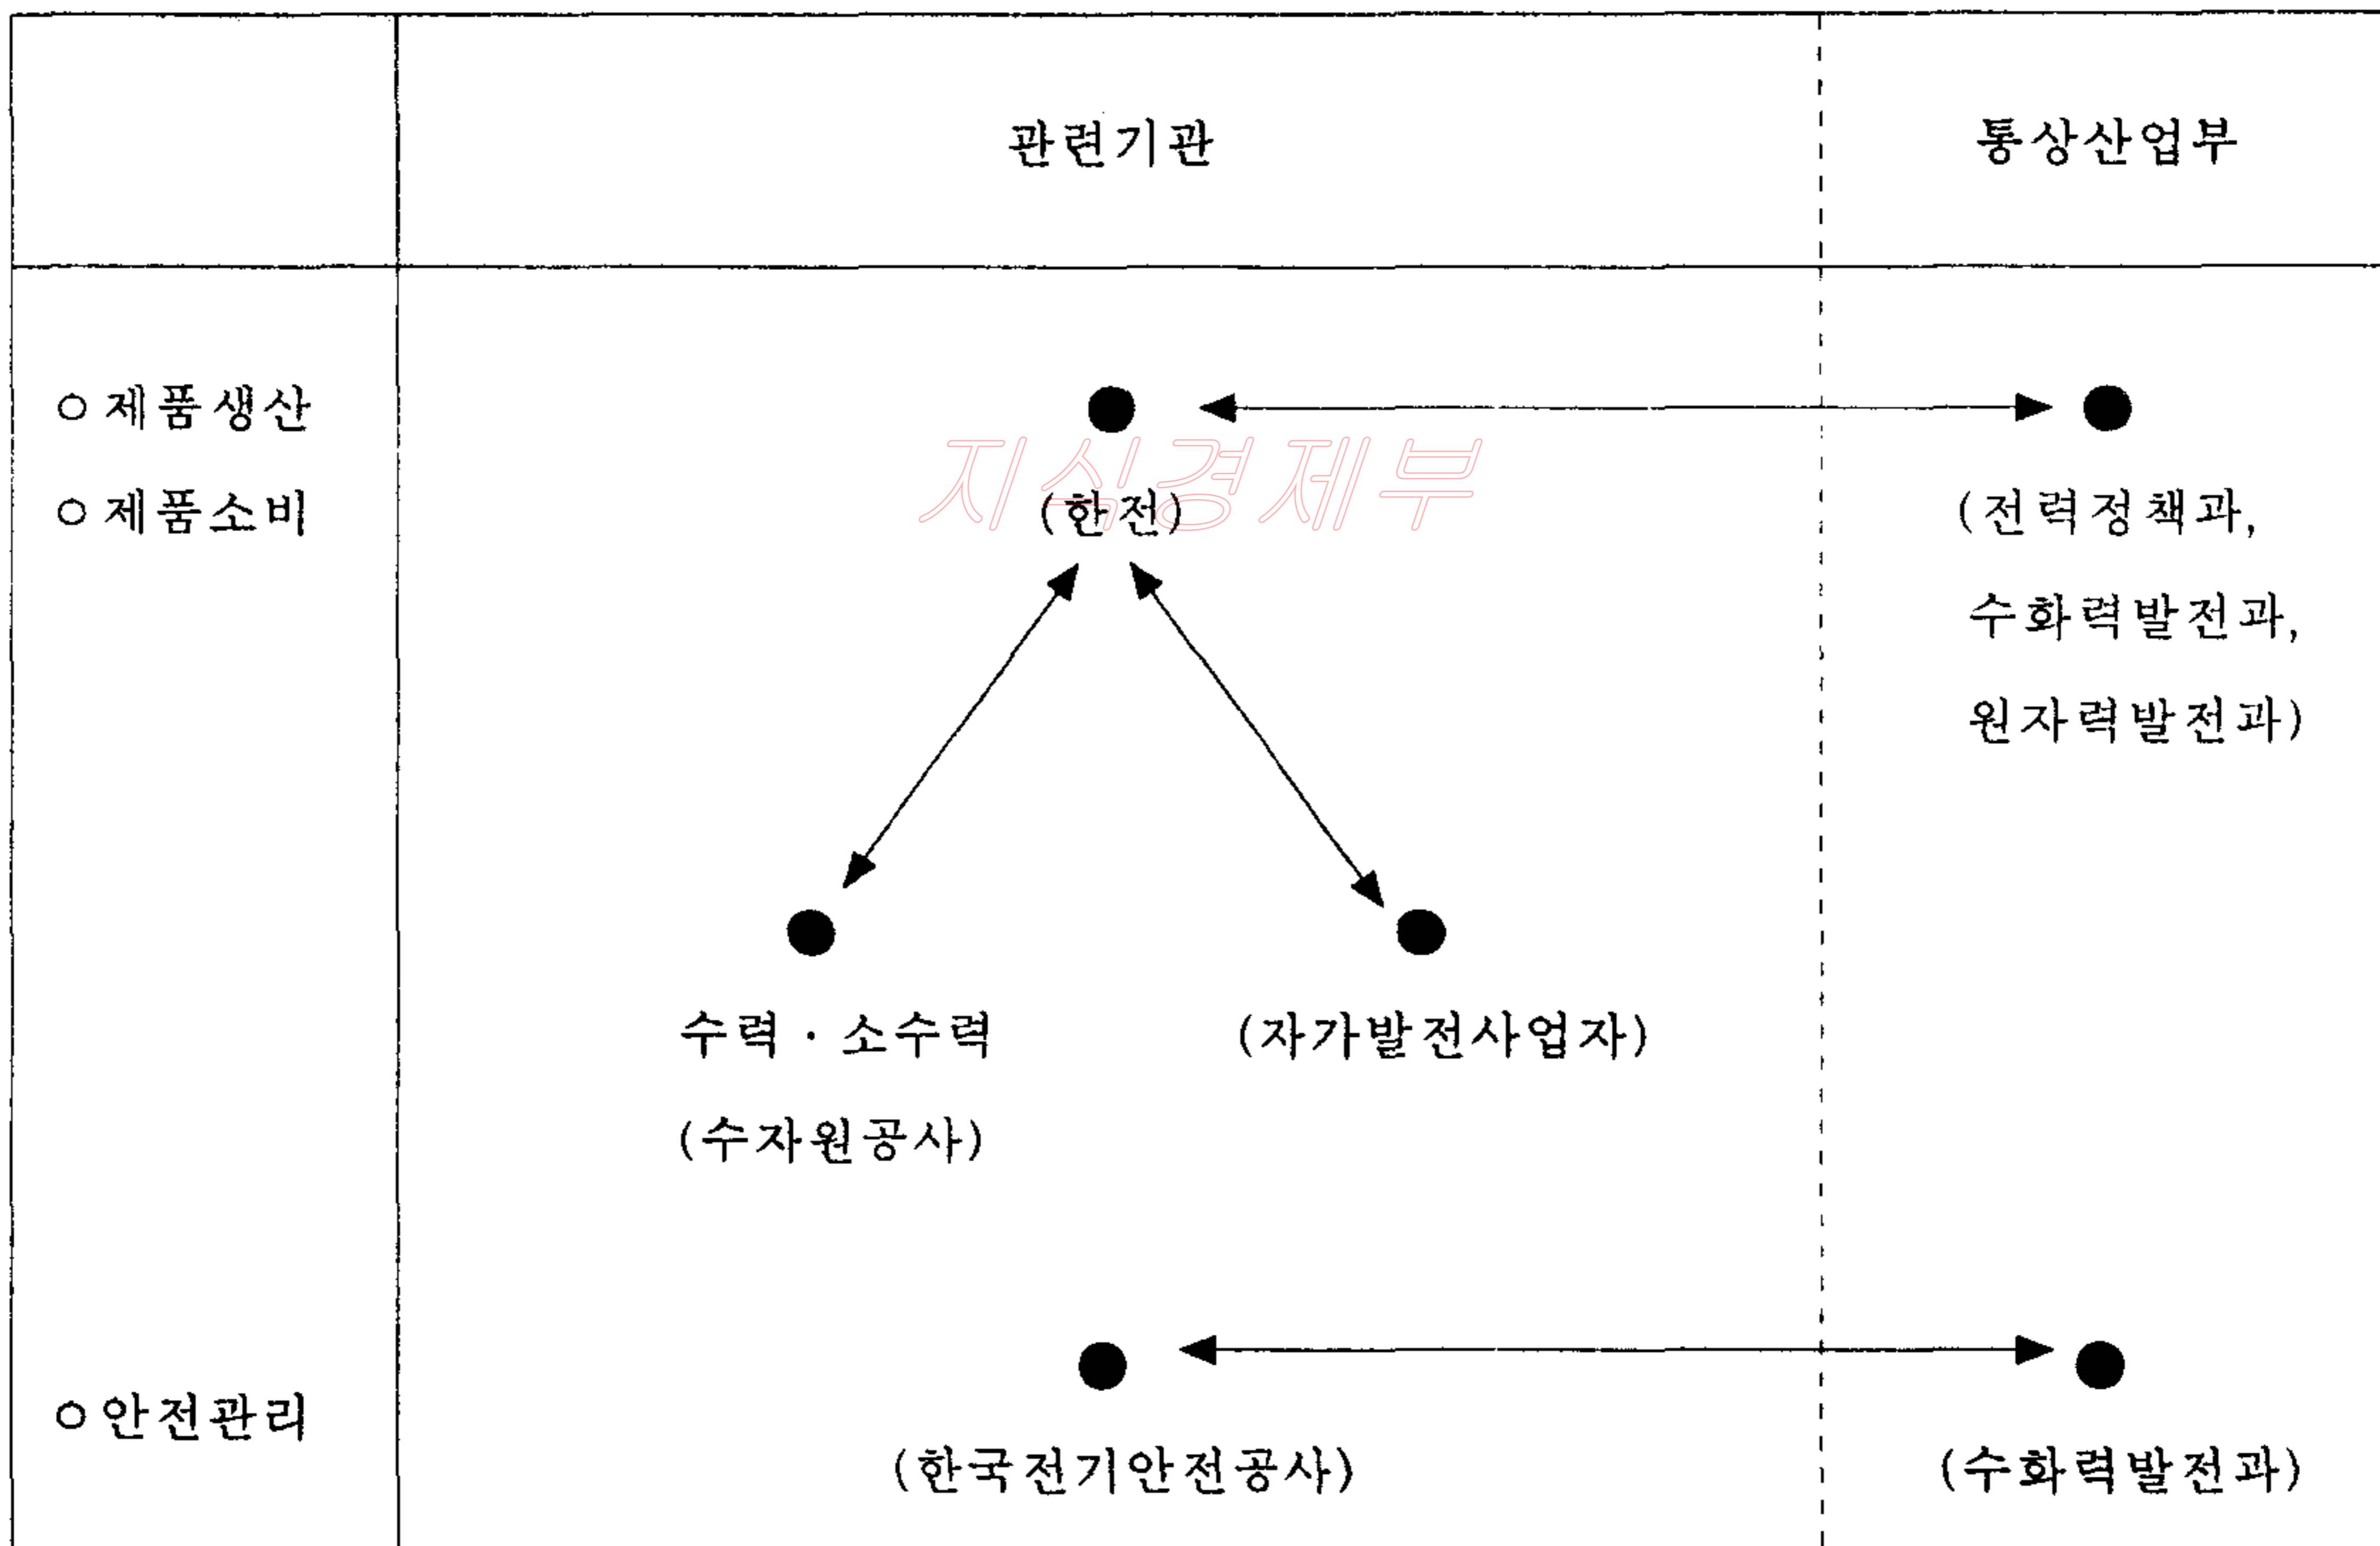 관련기관 통상산업부
○ 제품생산
○ 제품소비 (한전) (전력정책과,
지식경제부
수화력발전과,
원자력발전과)
수력 · 소수력 (자가발전사업자)
(수자원공사)
○ 안전관리
(한국전기안전공사) (수화력발전과)